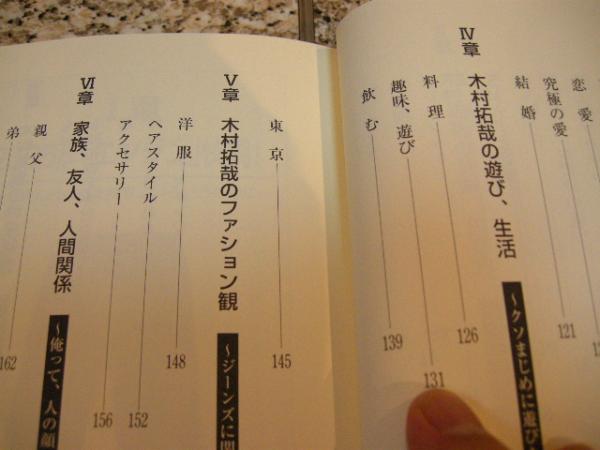 恋愛
究極の愛 121
結婚
Ⅳ章 木村拓哉の遊び、生活
〜クソまじめに遊び
料理 126
趣味、遊び 131
飲む 139
東京 145
Ⅴ章 木村拓哉のファッション観
〜ジーンズに
洋服 148
ヘアスタイル 152
アクセサリー 156
Ⅵ章 家族、友人、人間関係
〜俺って、人の顔
親父
弟 162